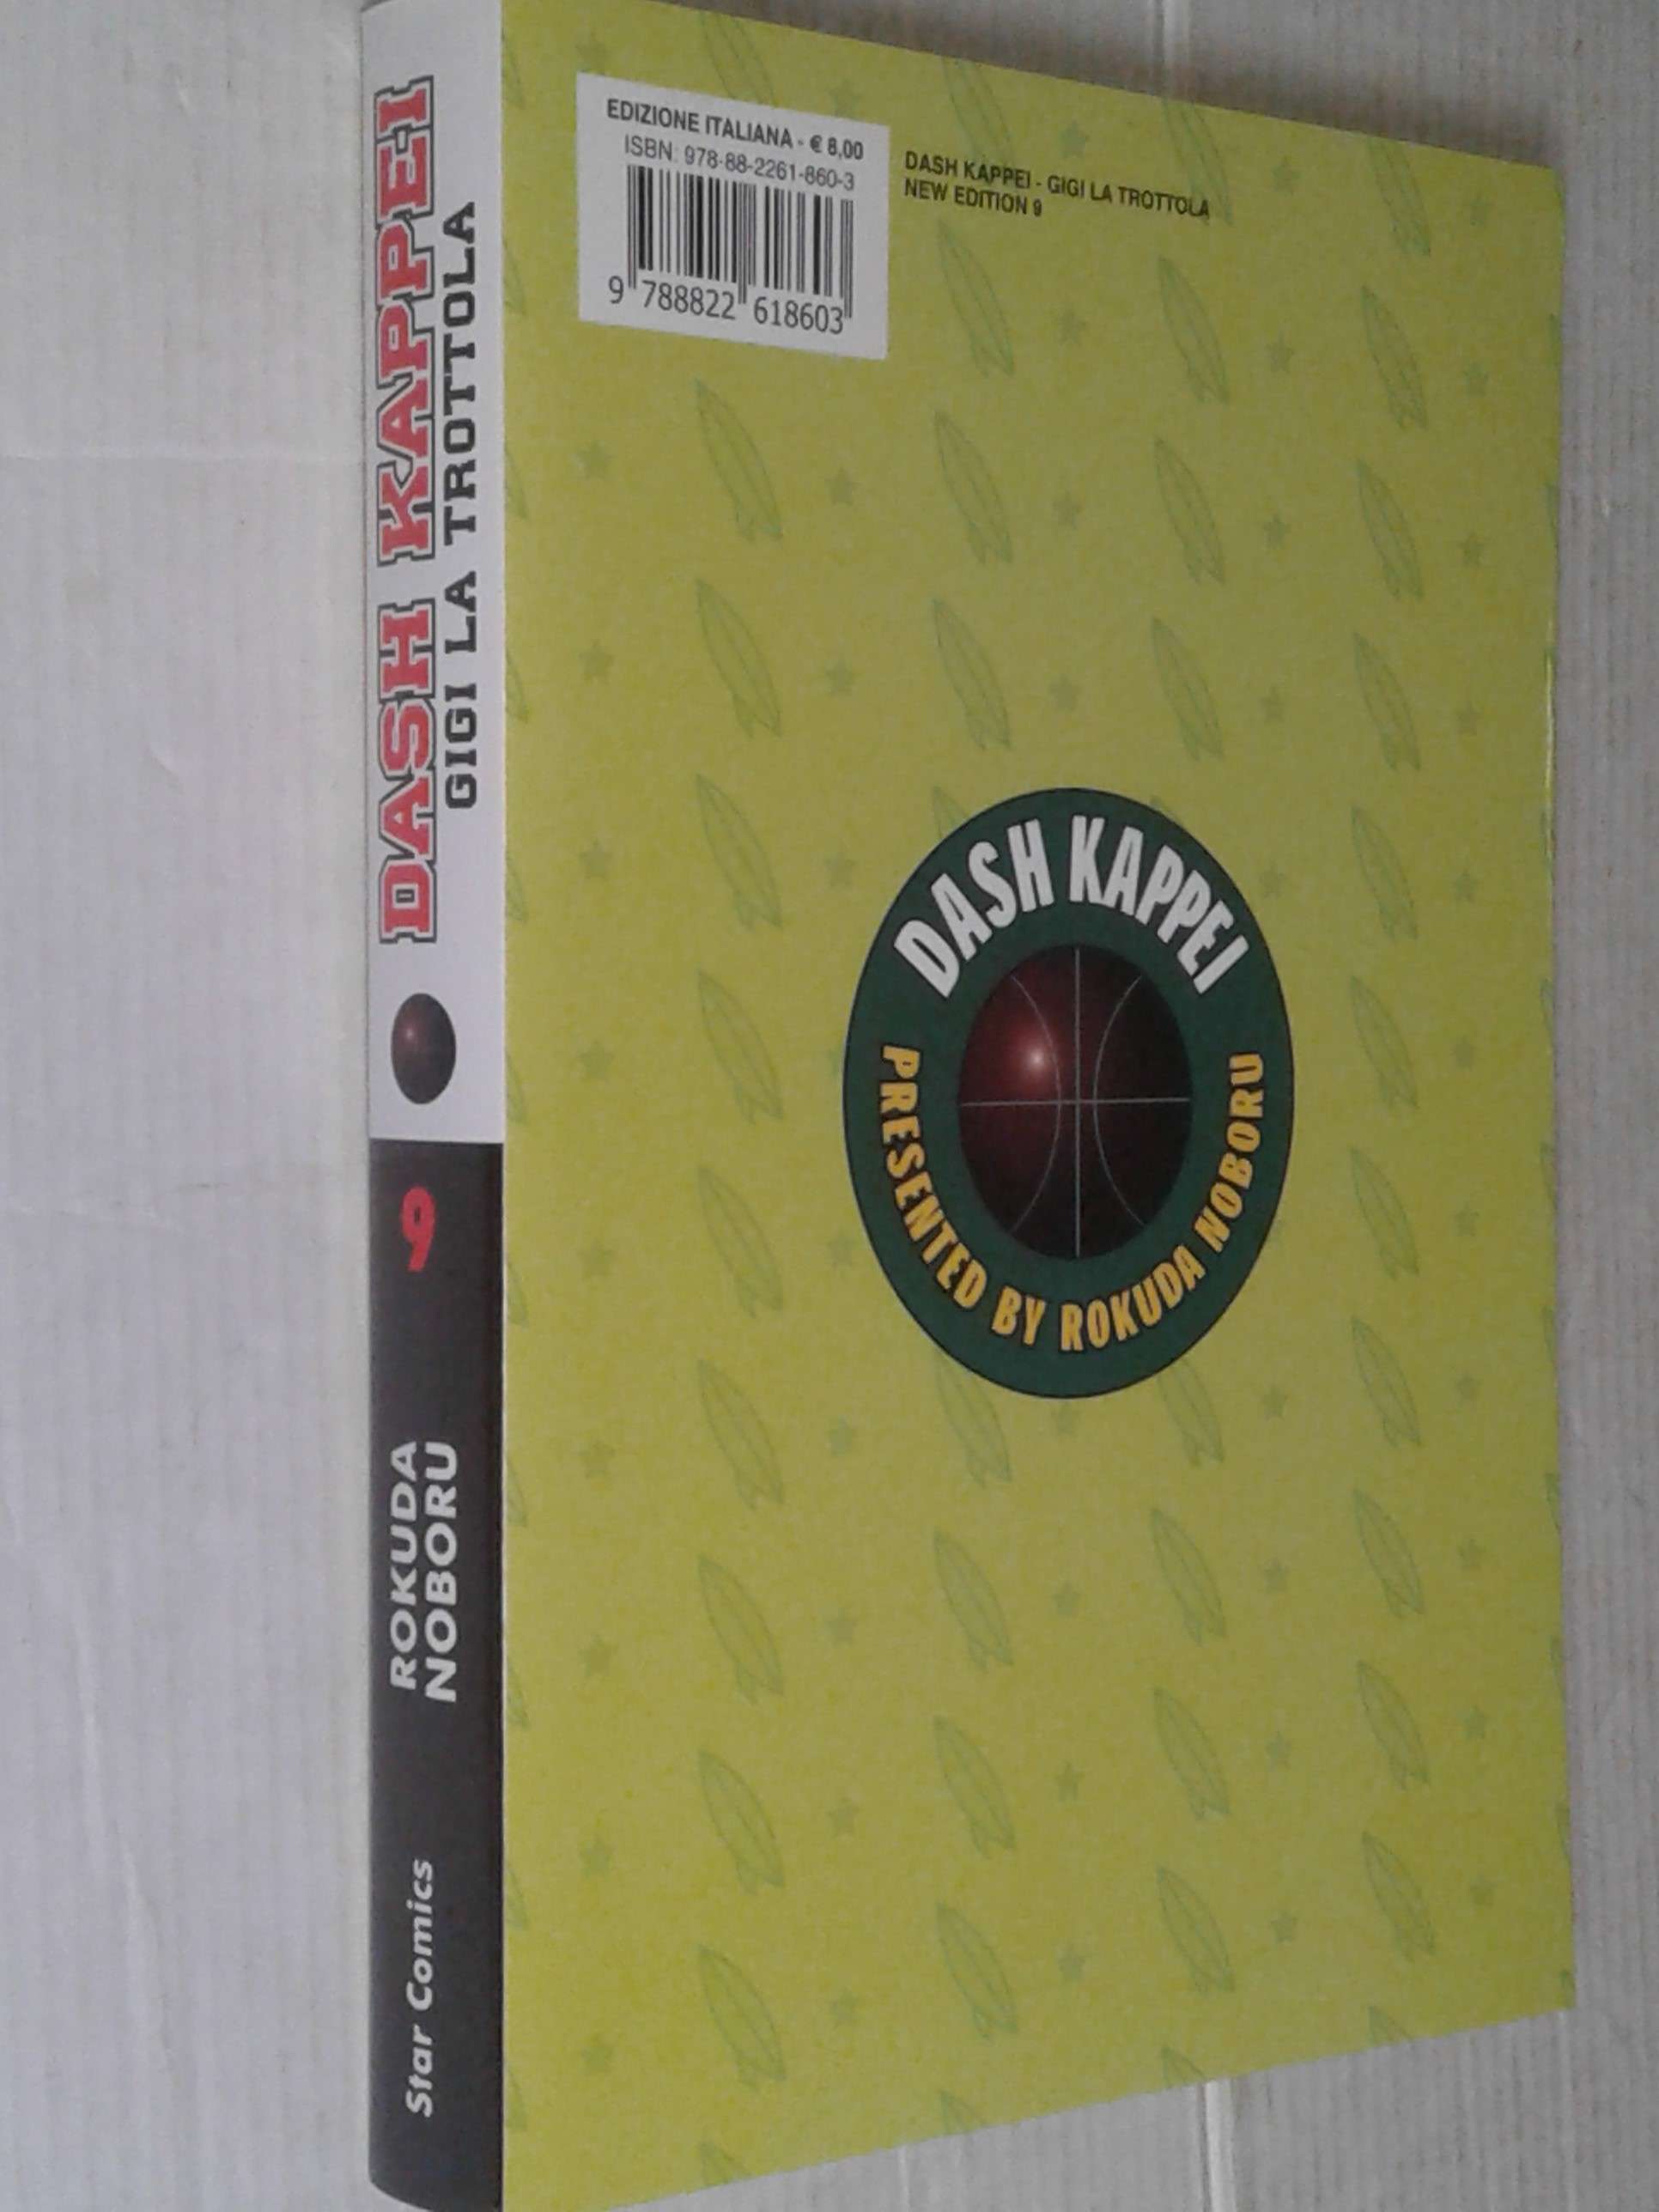 DASH KAPPEI
GIGI LA TROTTOLA
9
ROKUDA
NOBORU
Star Comics
EDIZIONE ITALIANA - € 8,00
ISBN: 978-88-2261-860-3
9 788822 618603
DASH KAPPEI - GIGI LA TROTTOLA
NEW EDITION 9
DASH KAPPEI
PRESENTED BY ROKUDA NOBORU